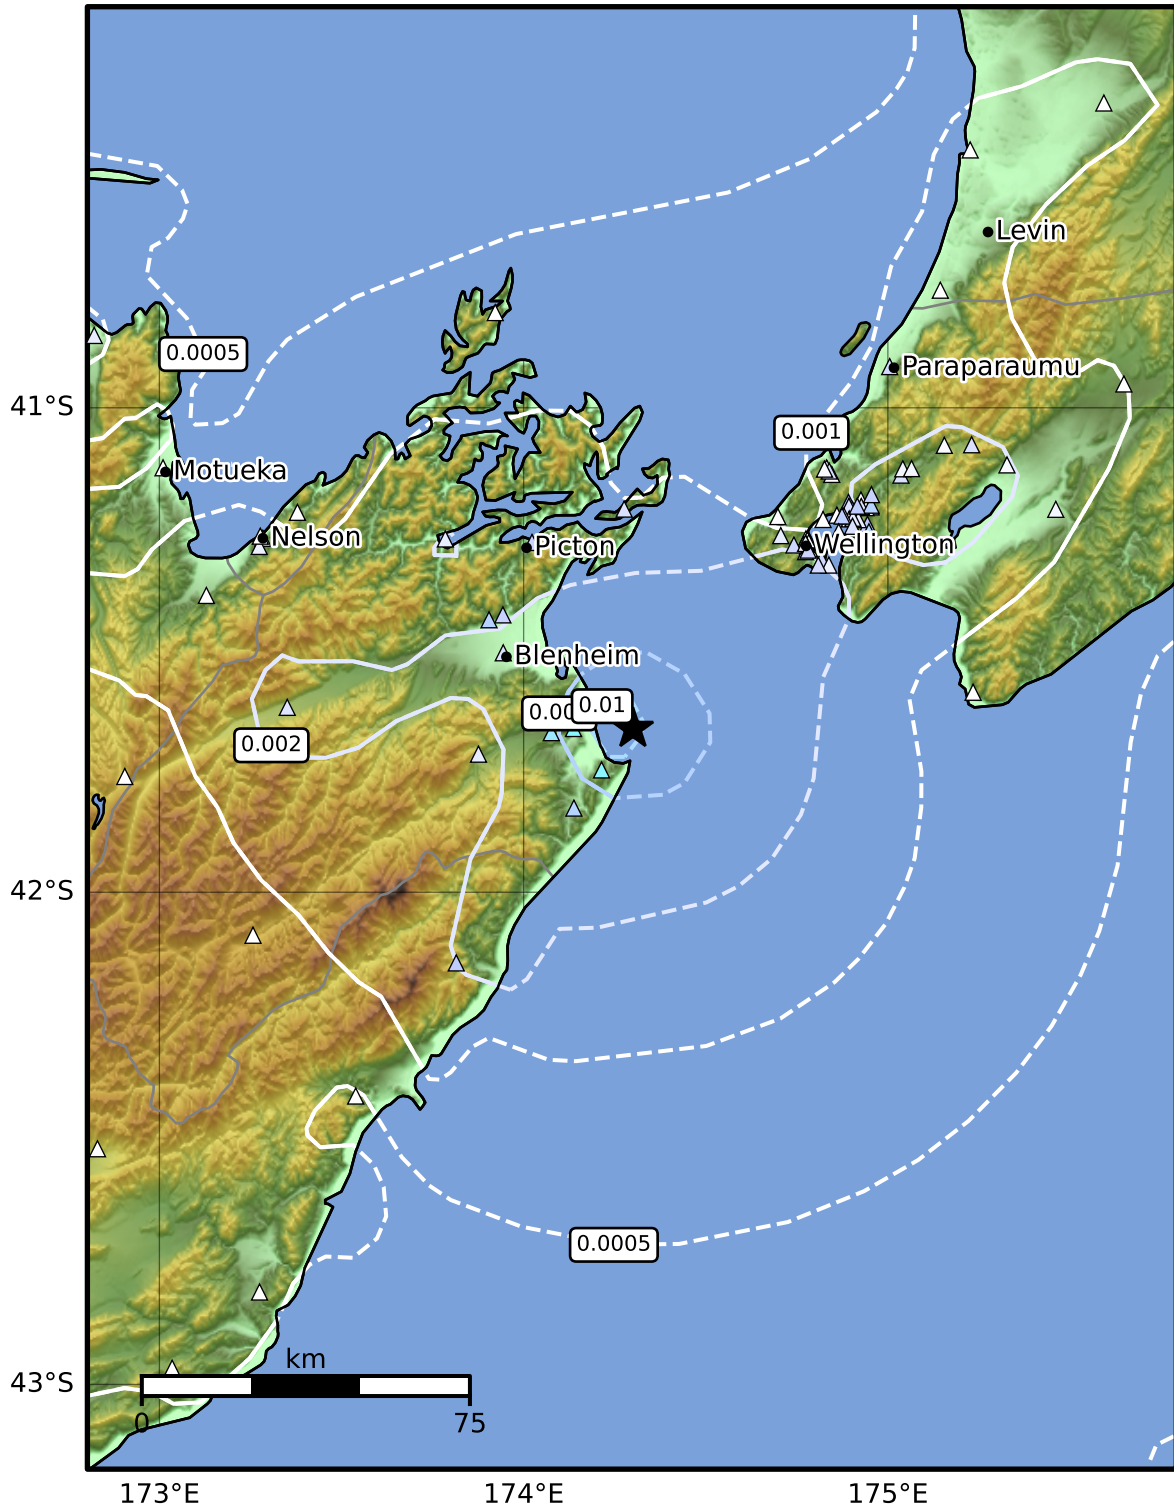 Levin
0.0005
Paraparaumu
41°S
0.001
Motueka
Nelson
Picton
Wellington
Blenheim
0.01
0.002
42°S
0.0005
km
43°S
0
75
173°E
174°E
175°E